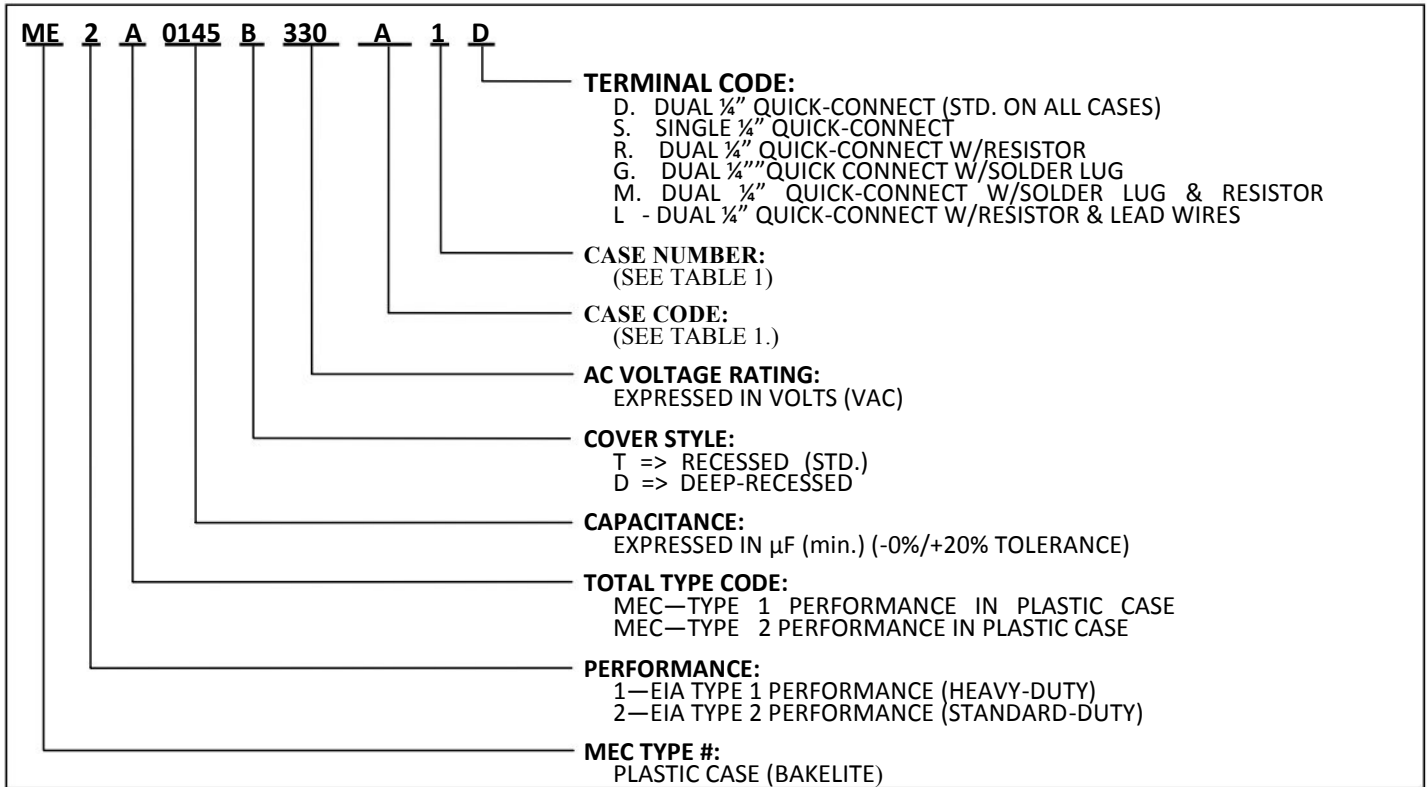 ME 2 A 0145 B 330 A 1 D
TERMINAL CODE:
D. DUAL ¼” QUICK-CONNECT (STD. ON ALL CASES)
S. SINGLE ¼” QUICK-CONNECT
R. DUAL ¼” QUICK-CONNECT W/RESISTOR
G. DUAL ¼””QUICK CONNECT W/SOLDER LUG
M. DUAL ¼” QUICK-CONNECT W/SOLDER LUG & RESISTOR
L - DUAL ¼” QUICK-CONNECT W/RESISTOR & LEAD WIRES
CASE NUMBER:
(SEE TABLE 1)
CASE CODE:
(SEE TABLE 1.)
AC VOLTAGE RATING:
EXPRESSED IN VOLTS (VAC)
COVER STYLE:
T => RECESSED (STD.)
D => DEEP-RECESSED
CAPACITANCE:
EXPRESSED IN µF (min.) (-0%/+20% TOLERANCE)
TOTAL TYPE CODE:
MEC—TYPE 1 PERFORMANCE IN PLASTIC CASE
MEC—TYPE 2 PERFORMANCE IN PLASTIC CASE
PERFORMANCE:
1—EIA TYPE 1 PERFORMANCE (HEAVY-DUTY)
2—EIA TYPE 2 PERFORMANCE (STANDARD-DUTY)
MEC TYPE #:
PLASTIC CASE (BAKELITE)